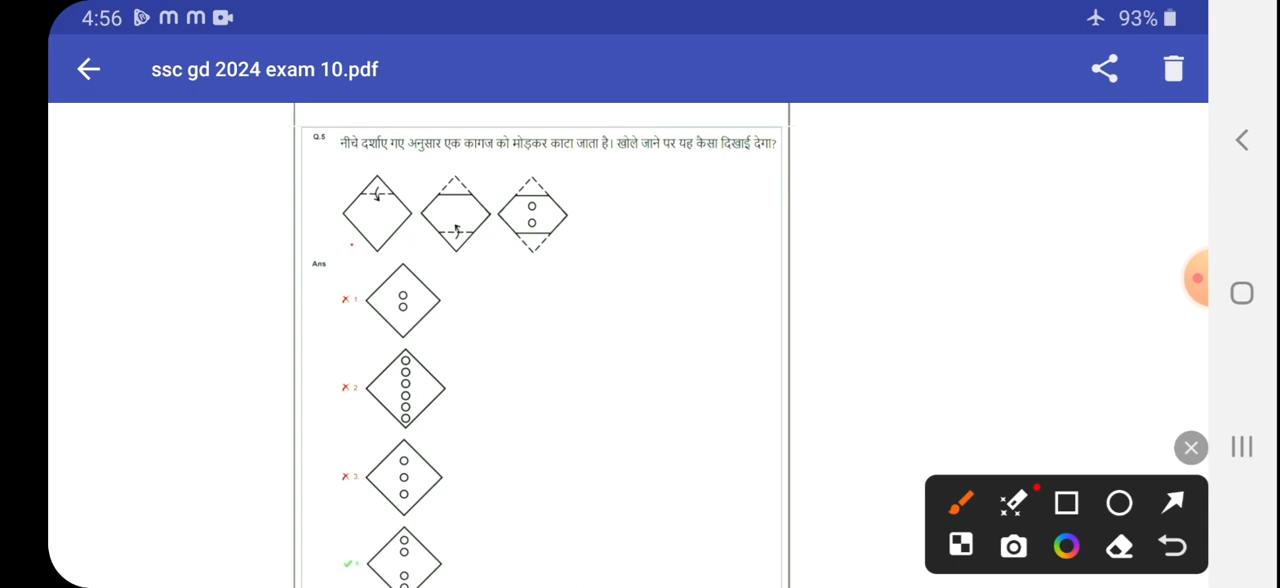 4:56 93%
ssc gd 2024 exam 10.pdf
Q.5 नीचे दर्शाए गए अनुसार एक कागज को मोड़कर काटा जाता है। खोले जाने पर यह कैसा दिखाई देगा?
Ans
1.
2
3.